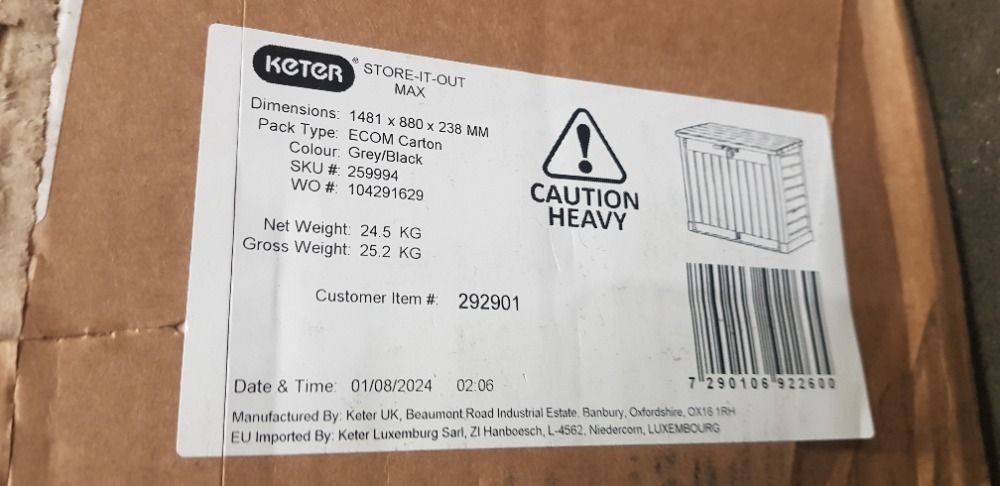 KETER® STORE-IT-OUT
MAX
Dimensions: 1481 x 880 x 238 MM
Pack Type: ECOM Carton
Colour: Grey/Black
SKU #: 259994
WO #: 104291629
Net Weight: 24.5 KG
Gross Weight: 25.2 KG
CAUTION
HEAVY
Customer Item #: 292901
7 290106 922600
Date & Time: 01/08/2024 02:06
Manufactured By: Keter UK, Beaumont Road Industrial Estate. Banbury, Oxfordshire, OX16 1RH
EU Imported By: Keter Luxemburg Sarl, ZI Hanboesch, L-4562, Niedercorn, LUXEMBOURG